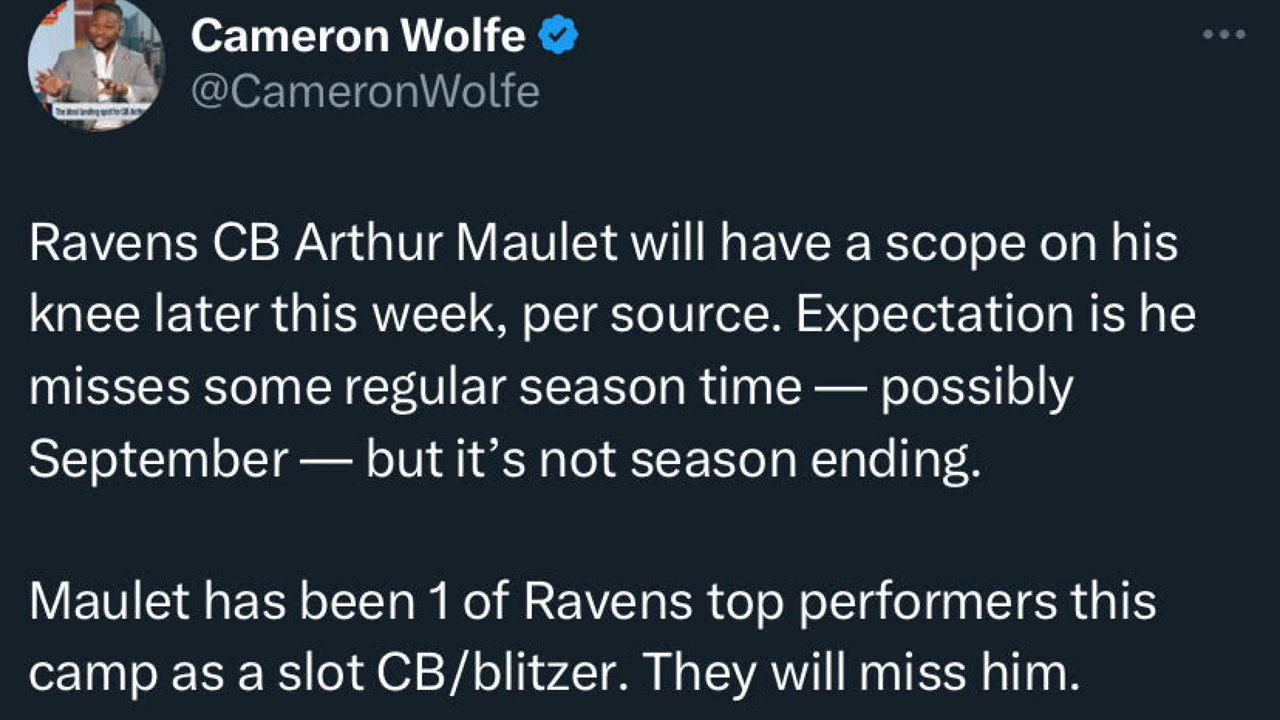 Cameron Wolfe
@CameronWolfe
Ravens CB Arthur Maulet will have a scope on his
knee later this week, per source. Expectation is he
misses some regular season time — possibly
September — but it’s not season ending.
Maulet has been 1 of Ravens top performers this
camp as a slot CB/blitzer. They will miss him.